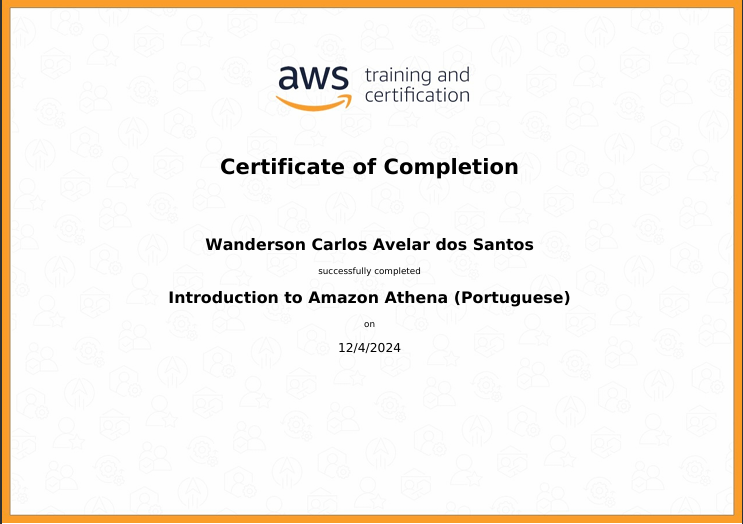 aws training and
certification
Certificate of Completion
Wanderson Carlos Avelar dos Santos
successfully completed
Introduction to Amazon Athena (Portuguese)
on
12/4/2024